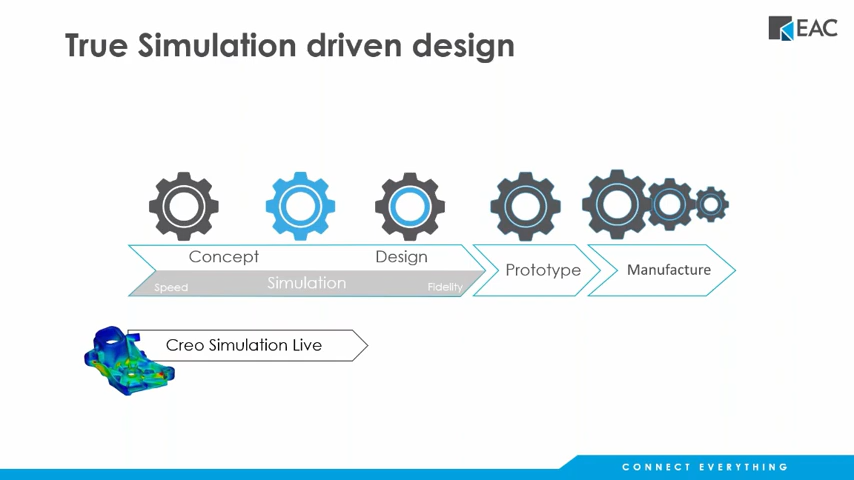 True Simulation driven design
EAC
Concept
Design
Speed
Simulation
Fidelity
Prototype
Manufacture
Creo Simulation Live
CONNECT EVERYTHING